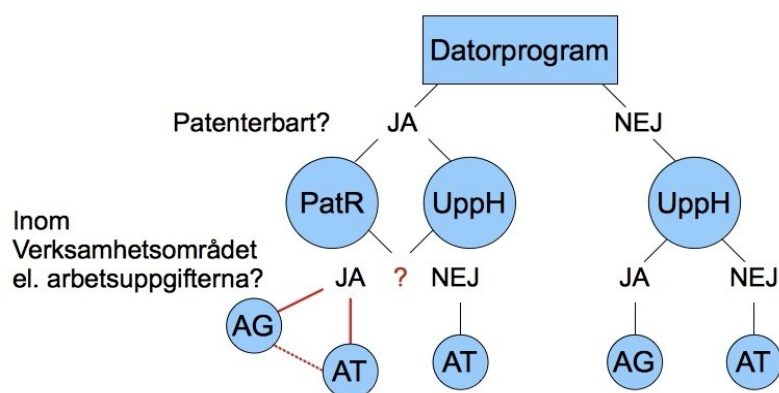 Datorprogram
Patenterbart? JA NEJ
PatR UppH UppH
Inom
Verksamhetsområdet
el. arbetsuppgifterna?
JA ? NEJ JA NEJ
AG AT AT AG AT